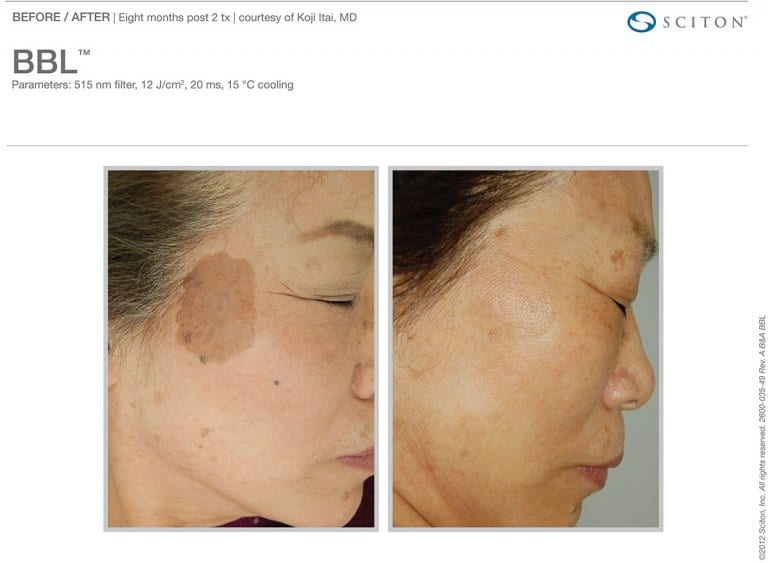 BEFORE / AFTER | Eight months post 2 tx | courtesy of Koji Itai, MD
SCITON®
BBL™
Parameters: 515 nm filter, 12 J/cm², 20 ms, 15 °C cooling
©2012 Sciton, Inc. All rights reserved. 2600-035-49 Rev. A B&A BBL